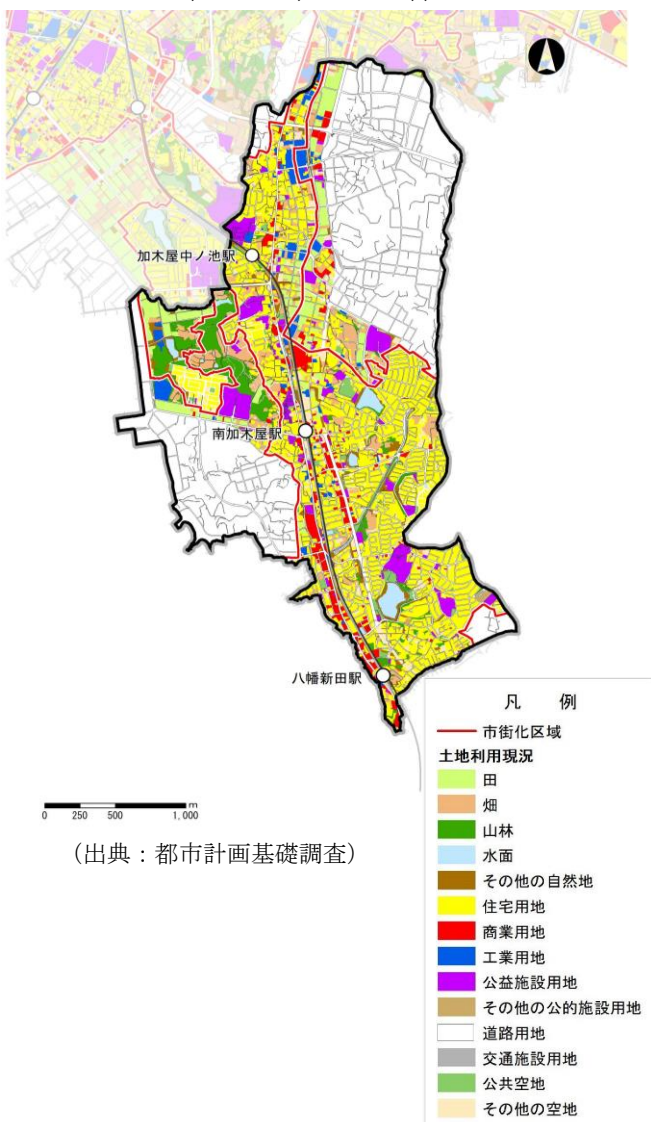 加木屋中ノ池駅
南加木屋駅
八幡新田駅
m
0 250 500 1,000
(出典：都市計画基礎調査)
凡 例
市街化区域
土地利用現況
田
畑
山林
水面
その他の自然地
住宅用地
商業用地
工業用地
公益施設用地
その他の公的施設用地
道路用地
交通施設用地
公共空地
その他の空地